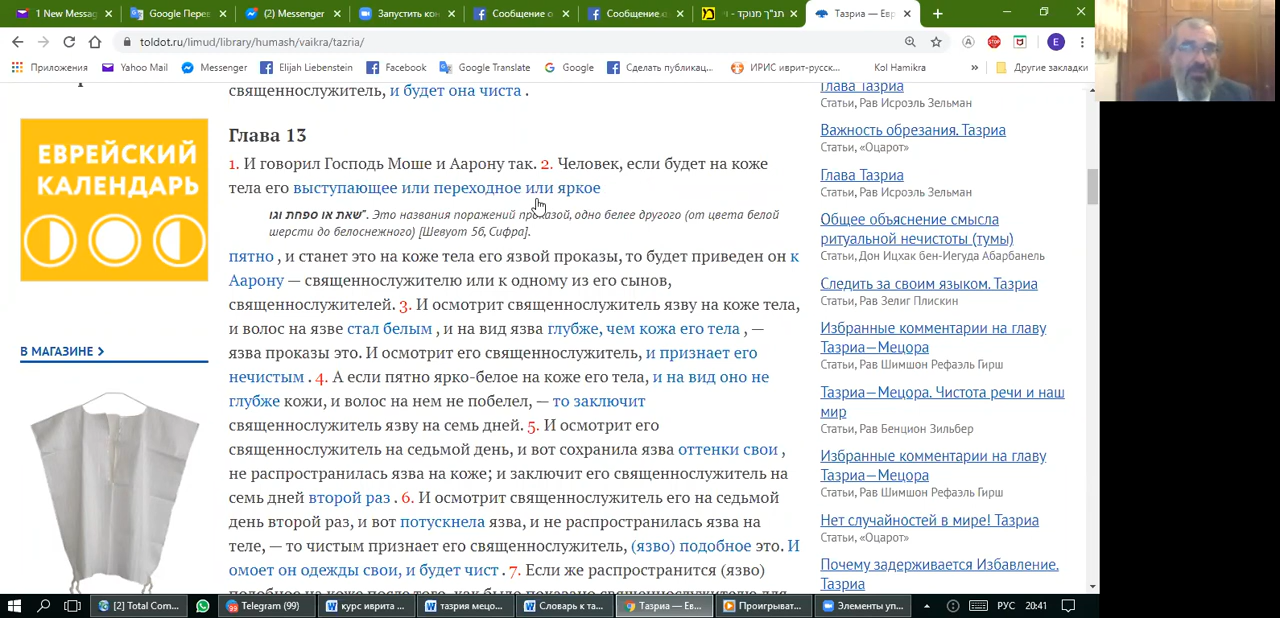 1 New Messag
Google Перев
(2) Messenger
Запустить кон
Сообщение о
Сообщение.с
תנ"ך מנוקד - וי
Тазриа — Евр
toldot.ru/limud/library/humash/vaikra/tazria/
Приложения
Yahoo Mail
Messenger
Elijah Liebenstein
Facebook
Google Translate
Google
Сделать публикац...
ИРИС иврит-русск...
Kol Hamikra
»
Другие закладки
священнослужитель, и будет она чиста .
Глава 13
1. И говорил Господь Моше и Аарону так. 2. Человек, если будет на коже
тела его выступающее или переходное или яркое
שאת או ספחת וגו". Это названия поражений проказой, одно белее другого (от цвета белой
шерсти до белоснежного) [Шевуот 5б, Сифра].
пятно , и станет это на коже тела его язвой проказы, то будет приведен он к
Аарону — священнослужителю или к одному из его сынов,
священнослужителей. 3. И осмотрит священнослужитель язву на коже тела,
и волос на язве стал белым , и на вид язва глубже, чем кожа его тела , —
язва проказы это. И осмотрит его священнослужитель, и признает его
нечистым . 4. А если пятно ярко-белое на коже его тела, и на вид оно не
глубже кожи, и волос на нем не побелел, — то заключит
священнослужитель язву на семь дней. 5. И осмотрит его
священнослужитель на седьмой день, и вот сохранила язва оттенки свои ,
не распространилась язва на коже; и заключит его священнослужитель на
семь дней второй раз . 6. И осмотрит священнослужитель его на седьмой
день второй раз, и вот потускнела язва, и не распространилась язва на
теле, — то чистым признает его священнослужитель, (язво) подобное это. И
омоет он одежды свои, и будет чист . 7. Если же распространится (язво)
ЕВРЕЙСКИЙ
КАЛЕНДАРЬ
В МАГАЗИНЕ
Глава Тазриа
Статьи, Рав Исроэль Зельман
Важность обрезания. Тазриа
Статьи, «Оцарот»
Глава Тазриа
Статьи, Рав Исроэль Зельман
Общее объяснение смысла
ритуальной нечистоты (тумы)
Статьи, Дон Ицхак бен-Иегуда Абарбанель
Следить за своим языком. Тазриа
Статьи, Рав Зелиг Плискин
Избранные комментарии на главу
Тазриа—Мецора
Статьи, Рав Шимшон Рефаэль Гирш
Тазриа—Мецора. Чистота речи и наш
мир
Статьи, Рав Бенцион Зильбер
Избранные комментарии на главу
Тазриа—Мецора
Статьи, Рав Шимшон Рефаэль Гирш
Нет случайностей в мире! Тазриа
Статьи, «Оцарот»
Почему задерживается Избавление.
Тазриа
[2] Total Com...
Telegram (99)
курс иврита ...
тазрия мецо...
Словарь к та...
Тазриа — Ев...
Проигрыват...
Элементы уп...
РУС
20:41